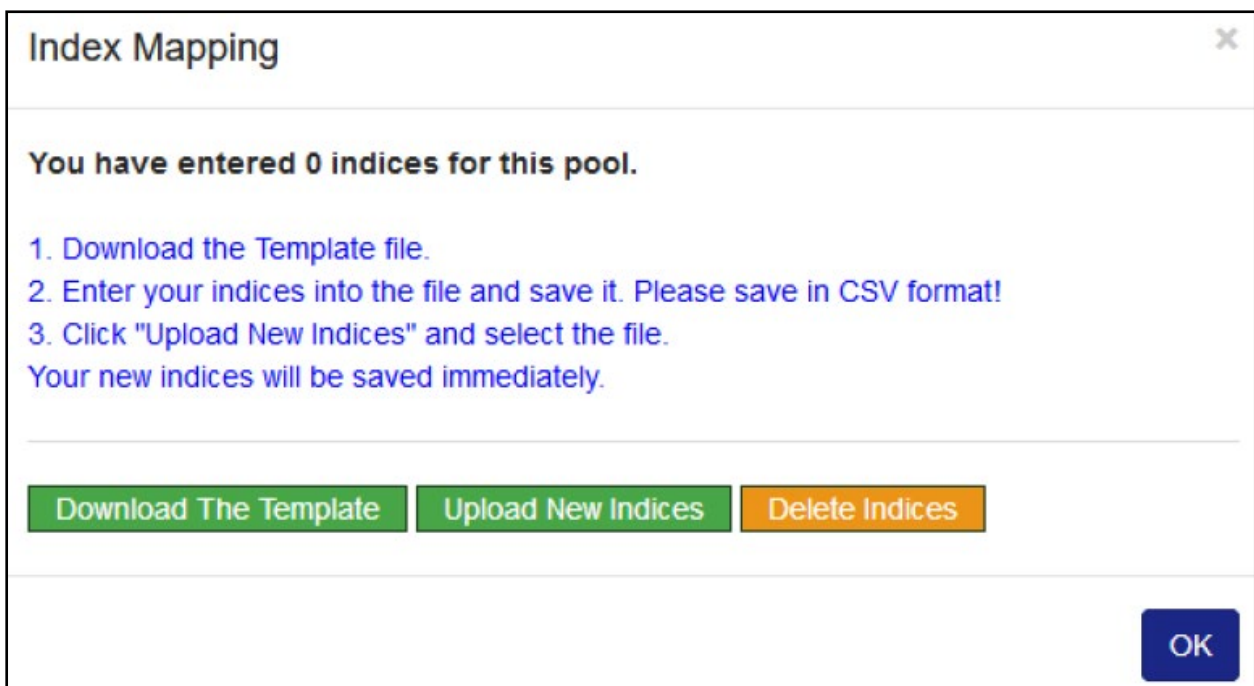 Index Mapping
×
You have entered 0 indices for this pool.
1. Download the Template file.
2. Enter your indices into the file and save it. Please save in CSV format!
3. Click "Upload New Indices" and select the file.
Your new indices will be saved immediately.
Download The Template Upload New Indices Delete Indices
OK